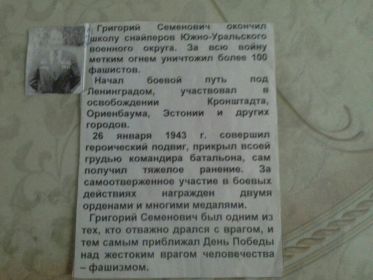 Григорий Семенович окончил
школу снайперов Южно-Уральского
военного округа. За всю войну
метким огнем уничтожил более 100
фашистов.
Начал боевой путь под
Ленинградом, участвовал в
освобождении Кронштадта,
Ориенбаума, Эстонии и других
городов.
26 января 1943 г. совершил
героический подвиг, прикрыл всоей
грудью командира батальона, сам
получил тяжелое ранение. За
самоотверженное участие в боевых
действиях награжден двумя
орденами и многими медалями.
Григорий Семенович был одним из
тех, кто отважно дрался с врагом, и
тем самым приближал День Победы
над жестоким врагом человечества
– фашизмом.